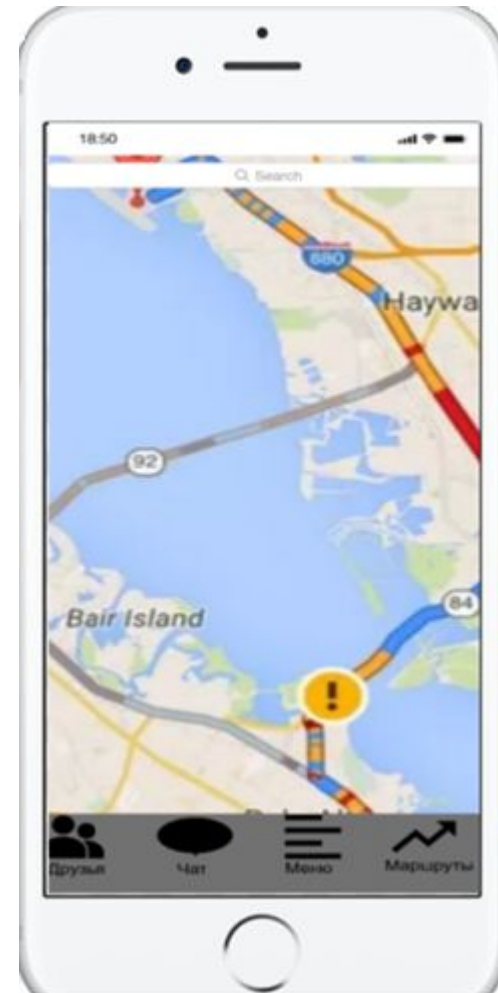 18:50
Search
880
Haywa
92
84
Bair Island
Друзья
Чат
Меню
Маршруты